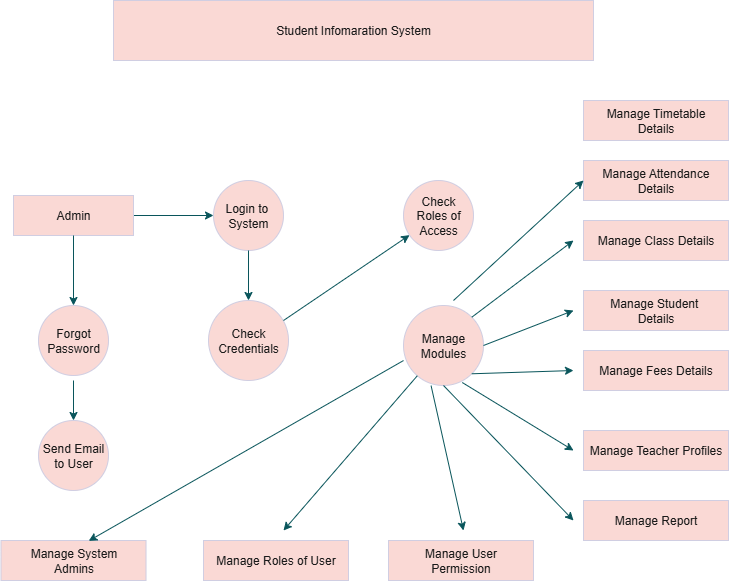 Student Infomaration System
Manage Timetable
Details
Manage Attendance
Details
Admin
Login to
System
Check
Roles of
Access
Manage Class Details
Manage Student
Details
Forgot
Password
Check
Credentials
Manage
Modules
Manage Fees Details
Send Email
to User
Manage Teacher Profiles
Manage Report
Manage System
Admins
Manage Roles of User
Manage User
Permission